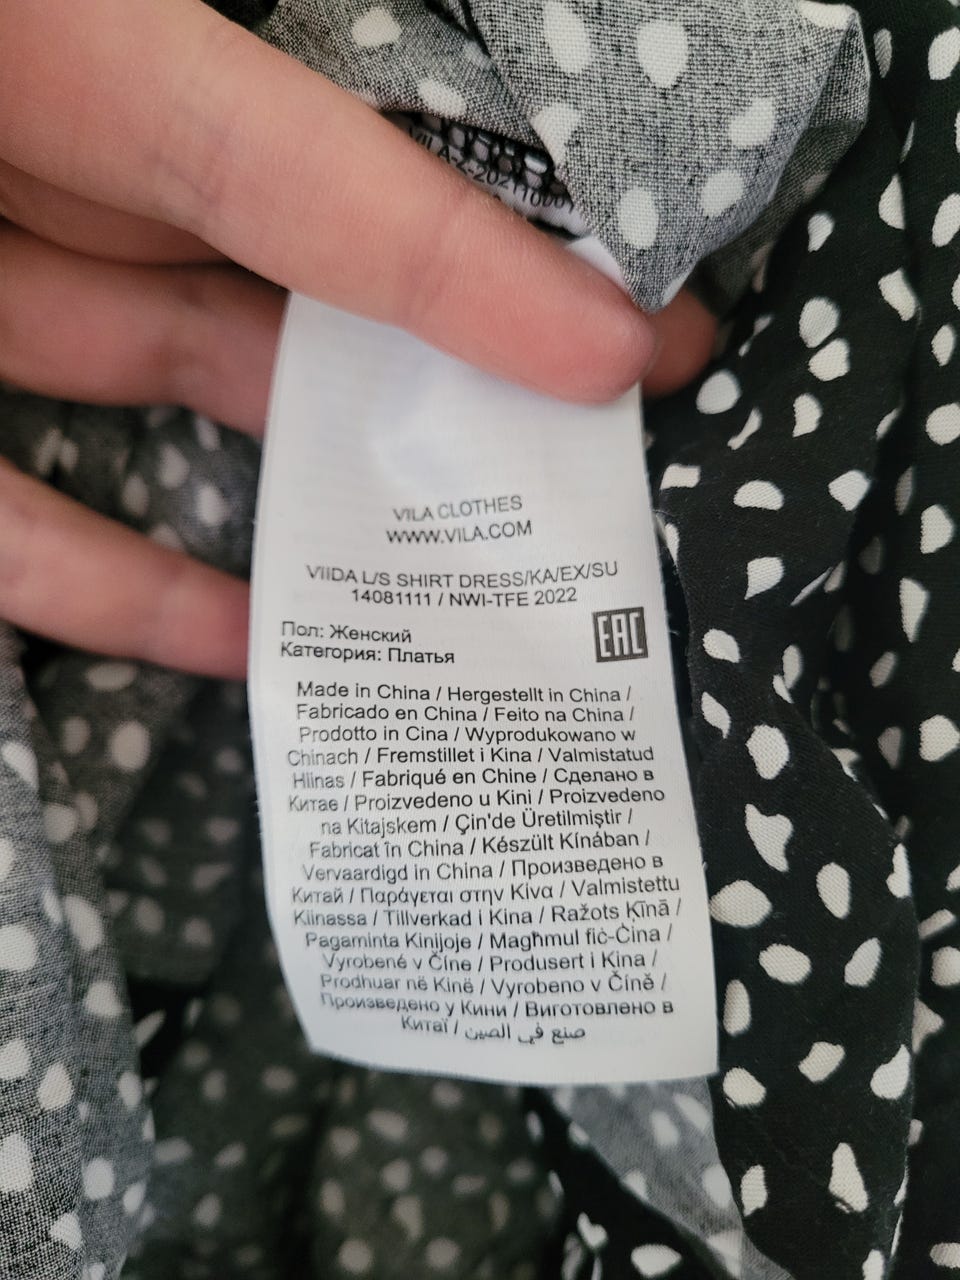 VILA-Z-20211000
VILA CLOTHES
WWW.VILA.COM
VIIDA L/S SHIRT DRESS/KA/EX/SU
14081111 / NWI-TFE 2022
EAC
Пол: Женский
Категория: Платья
Made in China / Hergestellt in China /
Fabricado en China / Feito na China /
Prodotto in Cina / Wyprodukowano w
Chinach / Fremstillet i Kina / Valmistatud
Hiinas / Fabriqué en Chine / Сделано в
Китае / Proizvedeno u Kini / Proizvedeno
na Kitajskem / Çin'de Üretilmiştir /
Fabricat în China / Készült Kínában /
Vervaardigd in China / Произведено в
Китай / Παράγεται στην Κίνα / Valmistettu
Kiinassa / Tillverkad i Kina / Ražots Ķīnā /
Pagaminta Kinijoje / Magħmul fiċ-Ċina /
Vyrobené v Číne / Produsert i Kina /
Prodhuar në Kinë / Vyrobeno v Číně /
Произведено у Кини / Виготовлено в
Китаї / صنع في الصين